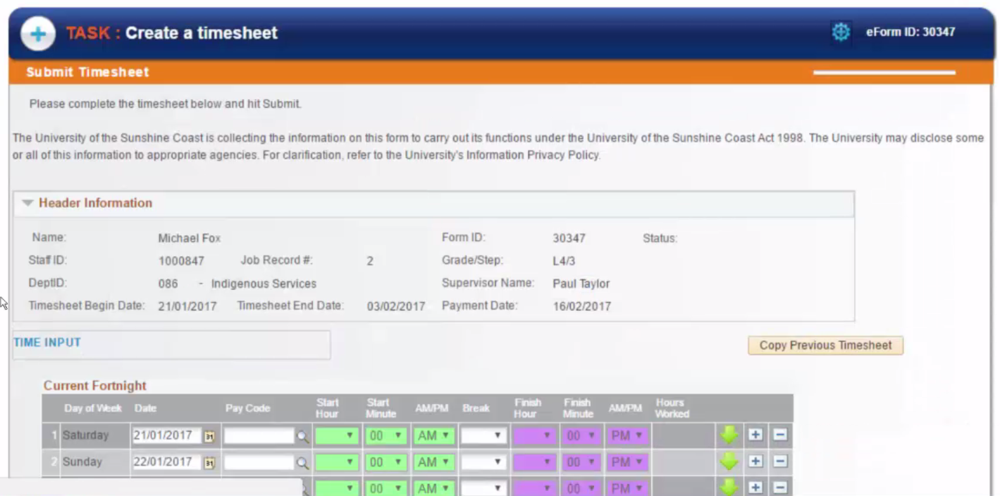 TASK : Create a timesheet
eForm ID: 30347
Submit Timesheet
Please complete the timesheet below and hit Submit.
The University of the Sunshine Coast is collecting the information on this form to carry out its functions under the University of the Sunshine Coast Act 1998. The University may disclose some
or all of this information to appropriate agencies. For clarification, refer to the University's Information Privacy Policy.
Header Information
Name: Michael Fox Form ID: 30347 Status:
Staff ID: 1000847 Job Record #: 2 Grade/Step: L4/3
DeptID: 086 - Indigenous Services Supervisor Name: Paul Taylor
Timesheet Begin Date: 21/01/2017 Timesheet End Date: 03/02/2017 Payment Date: 16/02/2017
TIME INPUT
Copy Previous Timesheet
Current Fortnight
Day of Week Date Pay Code Start Hour Start Minute AM/PM Break Finish Hour Finish Minute AM/PM Hours Worked
1 Saturday 21/01/2017 31 00 AM 00 PM
2 Sunday 22/01/2017 31 00 AM 00 PM
00 AM 00 PM